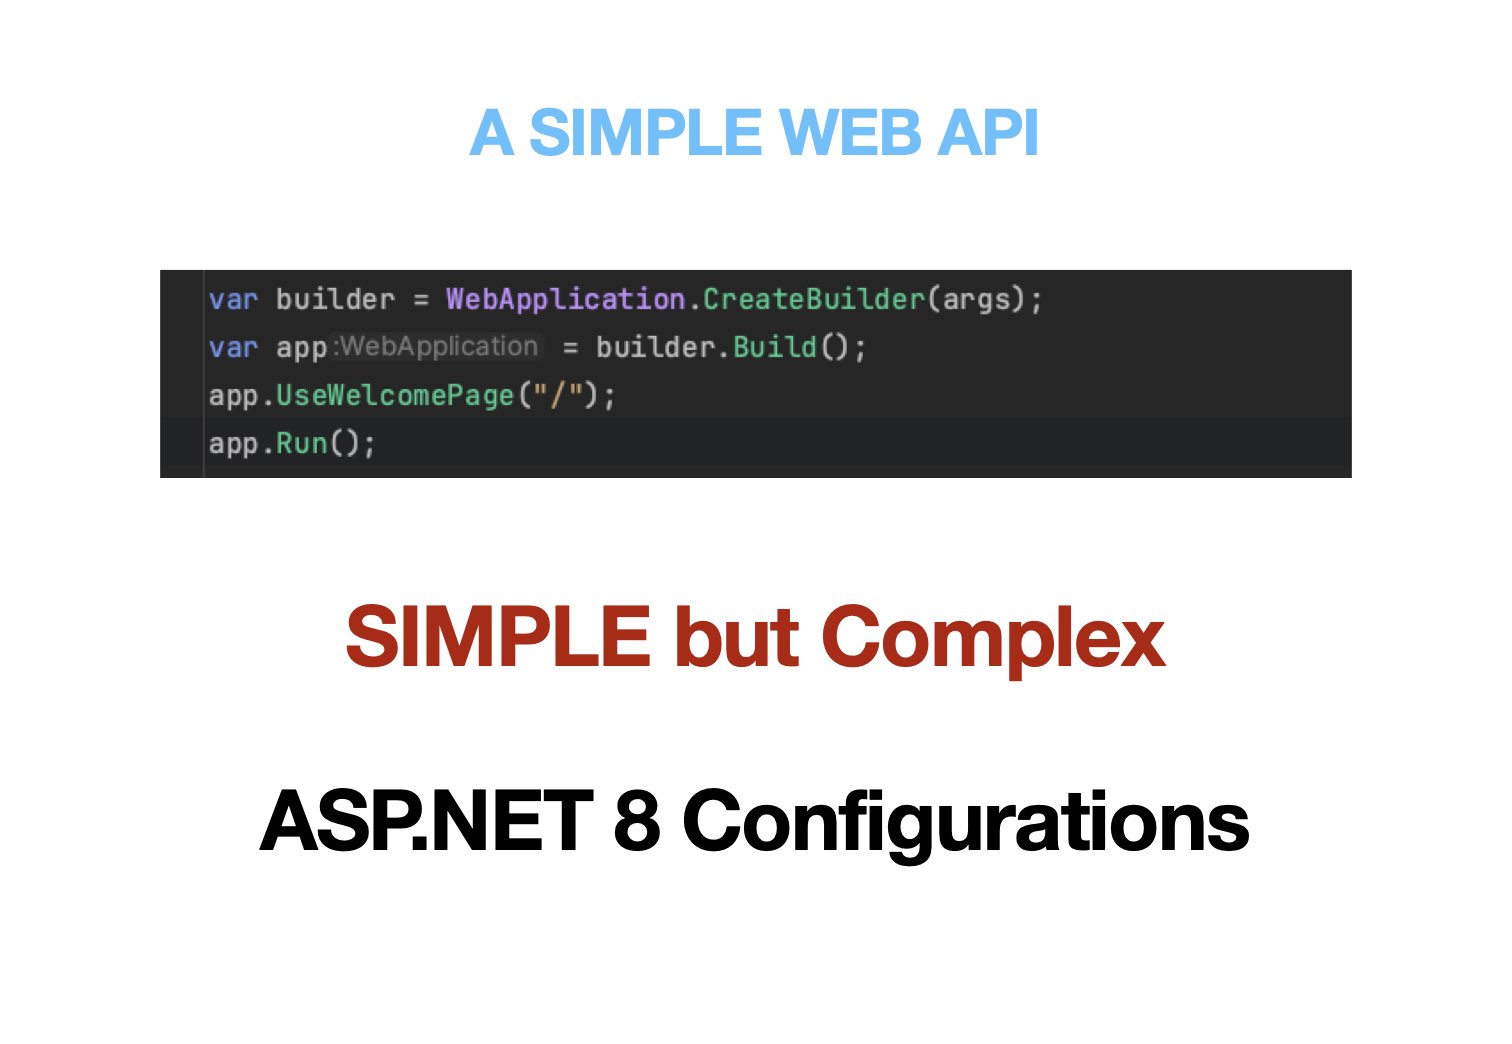 A SIMPLE WEB API
var builder = WebApplication.CreateBuilder(args);
var app :WebApplication = builder.Build();
app.UseWelcomePage("/");
app.Run();
SIMPLE but Complex
ASP.NET 8 Configurations